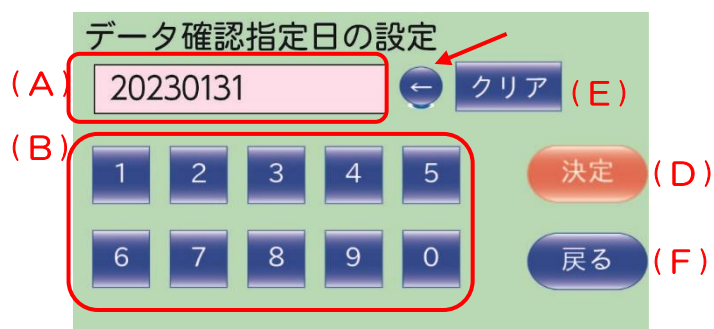 データ確認指定日の設定
(A) 20230131 ← クリア (E)
(B)
1 2 3 4 5 決定 (D)
6 7 8 9 0 戻る (F)